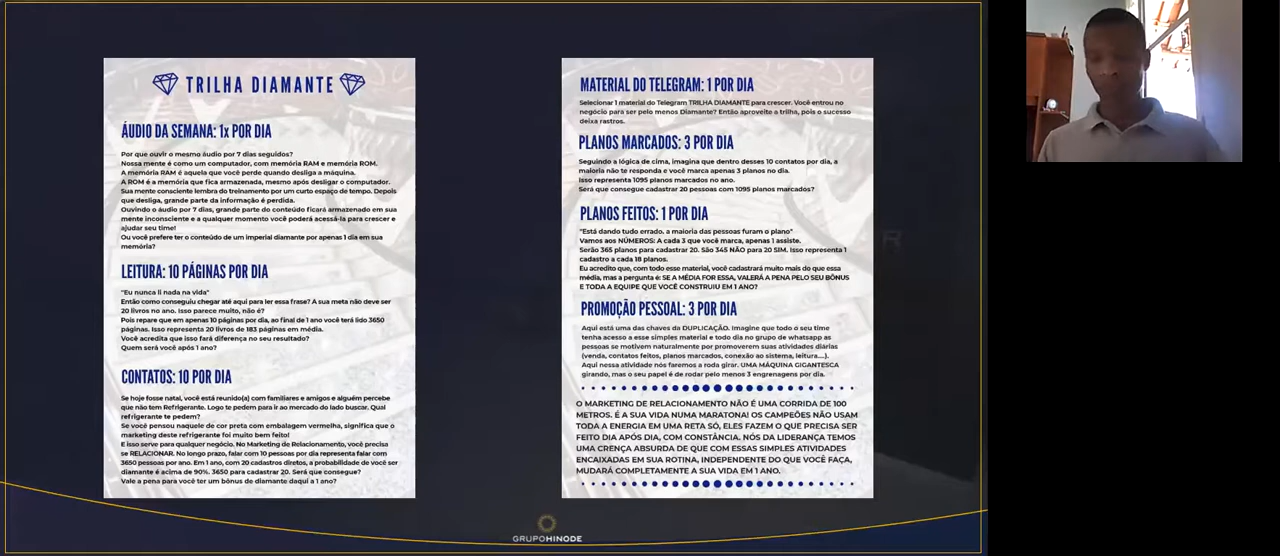 TRILHA DIAMANTE
ÁUDIO DA SEMANA: 1x POR DIA
Por que ouvir o mesmo áudio por 7 dias seguidos?
Nossa mente é como um computador, com memória RAM e memória ROM.
A memória RAM é aquela que você perde quando desliga a máquina.
A ROM é a memória que fica armazenada, mesmo após desligar o computador.
Sua mente consciente lembra do treinamento por um curto espaço de tempo. Depois
que desliga, grande parte da informação é perdida.
Ouvindo o áudio por 7 dias, grande parte do conteúdo ficará armazenado em sua
mente inconsciente e a qualquer momento você poderá acessá-la para crescer e
ajudar seu time!
Ou você prefere ter o conteúdo de um imperial diamante por apenas 1 dia em sua
memória?
LEITURA: 10 PÁGINAS POR DIA
"Eu nunca li nada na vida"
Então como conseguiu chegar até aqui para ler essa frase? A sua meta não deve ser
20 livros no ano. Isso parece muito, não é?
Pois repare que em apenas 10 páginas por dia, ao final de 1 ano você terá lido 3650
páginas. Isso representa 20 livros de 183 páginas em média.
Você acredita que isso fará diferença no seu resultado?
Quem será você após 1 ano?
CONTATOS: 10 POR DIA
Se hoje fosse natal, você está reunido(a) com familiares e amigos e alguém percebe
que não tem Refrigerante. Logo te pedem para ir ao mercado do lado buscar. Qual
refrigerante te pedem?
Se você pensou naquele de cor preta com embalagem vermelha, significa que o
marketing deste refrigerante foi muito bem feito!
E isso serve para qualquer negócio. No Marketing de Relacionamento, você precisa
se RELACIONAR. No longo prazo, falar com 10 pessoas por dia representa falar com
3650 pessoas por ano. Em 1 ano, com 20 cadastros diretos, a probabilidade de você ser
diamante é acima de 90%. 3650 para cadastrar 20. Será que consegue?
Vale a pena para você ter um bônus de diamante daqui a 1 ano?
MATERIAL DO TELEGRAM: 1 POR DIA
Selecionar 1 material do Telegram TRILHA DIAMANTE para crescer. Você entrou no
negócio para ser pelo menos Diamante? Então aproveite a trilha, pois o sucesso
deixa rastros.
PLANOS MARCADOS: 3 POR DIA
Seguindo a lógica de cima, imagina que dentro desses 10 contatos por dia, a
maioria não te responda e você marca apenas 3 planos no dia.
Isso representa 1095 planos marcados no ano.
Será que consegue cadastrar 20 pessoas com 1095 planos marcados?
PLANOS FEITOS: 1 POR DIA
"Está dando tudo errado, a maioria das pessoas furam o plano"
Vamos aos NÚMEROS: A cada 3 que você marca, apenas 1 assiste.
Serão 365 planos para cadastrar 20. São 345 NÃO para 20 SIM. Isso representa 1
cadastro a cada 18 planos.
Eu acredito que, com todo esse material, você cadastrará muito mais do que essa
média, mas a pergunta é: SE A MÉDIA FOR ESSA, VALERÁ A PENA PELO SEU BÔNUS
E TODA A EQUIPE QUE VOCÊ CONSTRUIU EM 1 ANO?
PROMOÇÃO PESSOAL: 3 POR DIA
Aqui está uma das chaves da DUPLICAÇÃO. Imagine que todo o seu time
tenha acesso a esse simples material e todo dia no grupo de whatsapp as
pessoas se motivem naturalmente por promoverem suas atividades diárias
(venda, contatos feitos, planos marcados, conexão ao sistema, leitura....).
Aqui nessa atividade nós faremos a roda girar. UMA MÁQUINA GIGANTESCA
girando, mas o seu papel é de rodar pelo menos 3 engrenagens por dia.
O MARKETING DE RELACIONAMENTO NÃO É UMA CORRIDA DE 100
METROS. É A SUA VIDA NUMA MARATONA! OS CAMPEÕES NÃO USAM
TODA A ENERGIA EM UMA RETA SÓ, ELES FAZEM O QUE PRECISA SER
FEITO DIA APÓS DIA, COM CONSTÂNCIA. NÓS DA LIDERANÇA TEMOS
UMA CRENÇA ABSURDA DE QUE COM ESSAS SIMPLES ATIVIDADES
ENCAIXADAS EM SUA ROTINA, INDEPENDENTE DO QUE VOCÊ FAÇA,
MUDARÁ COMPLETAMENTE A SUA VIDA EM 1 ANO.
GRUPOHINODE